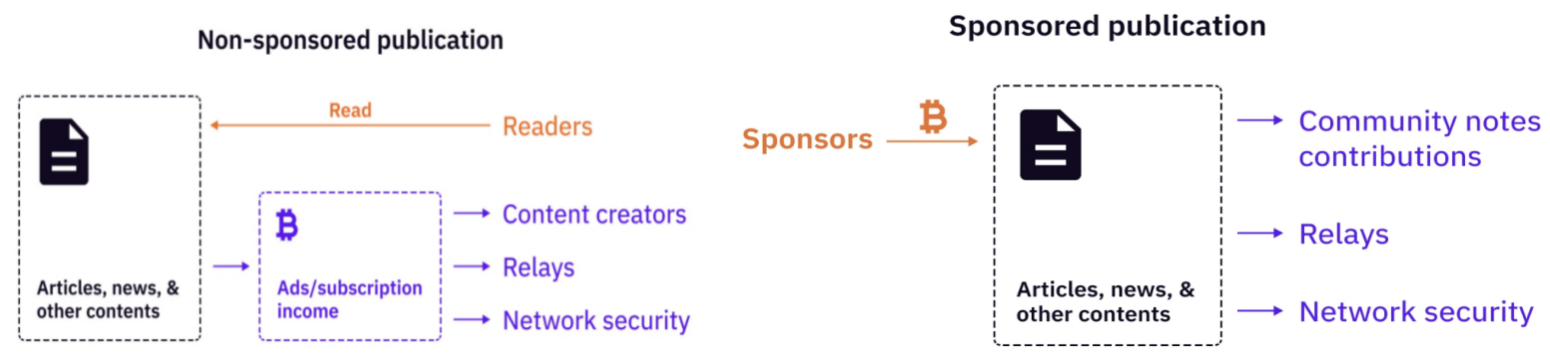 Non-sponsored publication
Read
Readers
Articles, news, &
other contents
Ads/subscription
income
Content creators
Relays
Network security
Sponsored publication
Sponsors
₿
Articles, news, &
other contents
Community notes
contributions
Relays
Network security